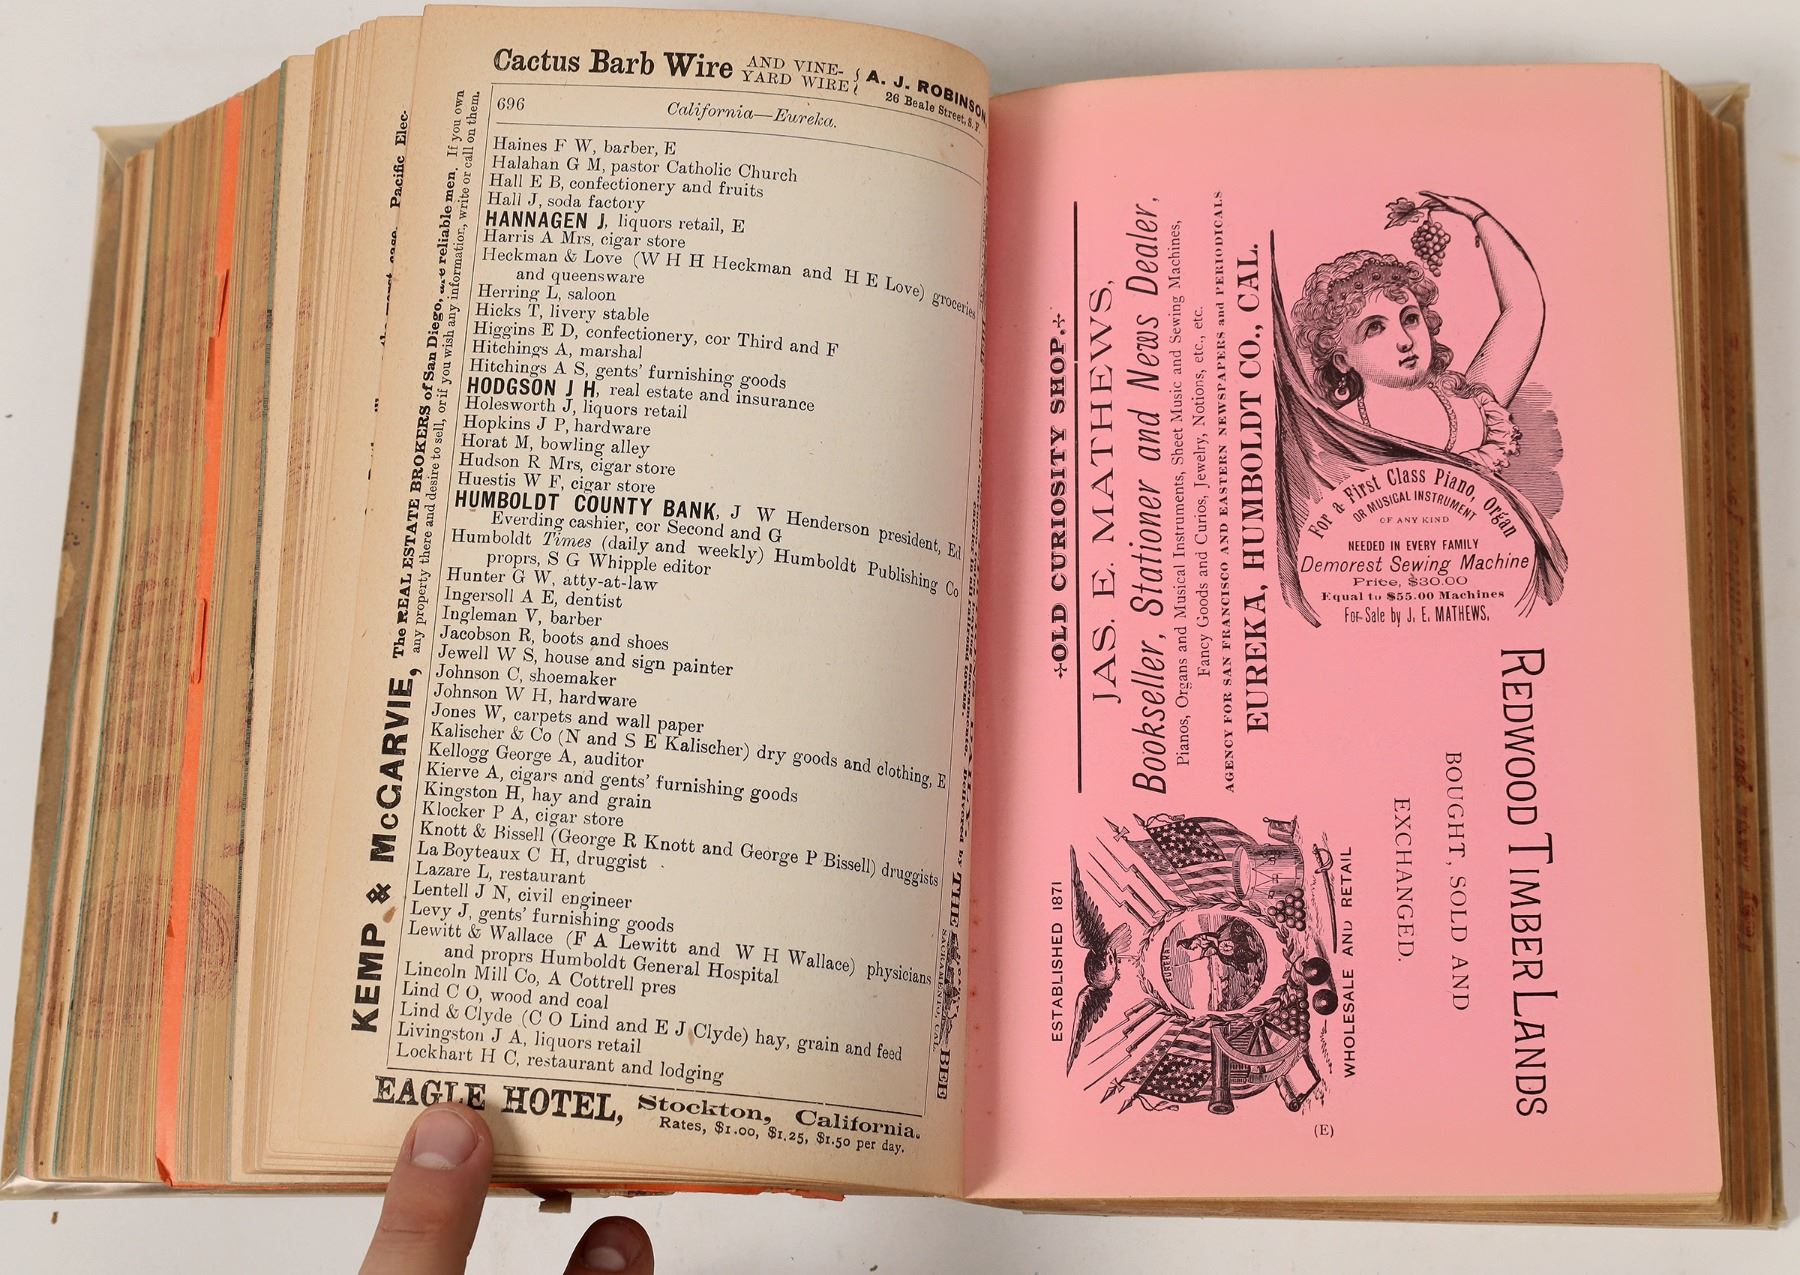 Cactus Barb Wire AND VINE-YARD WIRE { A. J. ROBINSON,
26 Beale Street, S. F.
696 California—Eureka.
Haines F W, barber, E
Halahan G M, pastor Catholic Church
Hall E B, confectionery and fruits
Hall J, soda factory
HANNAGEN J, liquors retail, E
Harris A Mrs, cigar store
Heckman & Love (W H H Heckman and H E Love) groceries
and queensware
Herring L, saloon
Hicks T, livery stable
Higgins E D, confectionery, cor Third and F
Hitchings A, marshal
Hitchings A S, gents' furnishing goods
HODGSON J H, real estate and insurance
Holesworth J, liquors retail
Hopkins J P, hardware
Horat M, bowling alley
Hudson R Mrs, cigar store
Huestis W F, cigar store
HUMBOLDT COUNTY BANK, J W Henderson president, Ed
Everding cashier, cor Second and G
Humboldt Times (daily and weekly) Humboldt Publishing Co
proprs, S G Whipple editor
Hunter G W, atty-at-law
Ingersoll A E, dentist
Ingleman V, barber
Jacobson R, boots and shoes
Jewell W S, house and sign painter
Johnson C, shoemaker
Johnson W H, hardware
Jones W, carpets and wall paper
Kalischer & Co (N and S E Kalischer) dry goods and clothing, E
Kellogg George A, auditor
Kierve A, cigars and gents' furnishing goods
Kingston H, hay and grain
Klocker P A, cigar store
Knott & Bissell (George R Knott and George P Bissell) druggists
La Boyteaux C H, druggist
Lazare L, restaurant
Lentell J N, civil engineer
Levy J, gents' furnishing goods
Lewitt & Wallace (F A Lewitt and W H Wallace) physicians
and proprs Humboldt General Hospital
Lincoln Mill Co, A Cottrell pres
Lind C O, wood and coal
Lind & Clyde (C O Lind and E J Clyde) hay, grain and feed
Livingston J A, liquors retail
Lockhart H C, restaurant and lodging
EAGLE HOTEL, Stockton, California.
Rates, $1.00, $1.25, $1.50 per day.
KEMP & McGARVIE, The REAL ESTATE BROKERS of San Diego, are reliable men. If you own
any property there and desire to sell, or if you wish any information, write or call on them.
Pacific Elec-
THE
BEE
SACRAMENTO, CAL.
OLD CURIOSITY SHOP.
JAS. E. MATHEWS,
Bookseller, Stationer and News Dealer,
Pianos, Organs and Musical Instruments, Sheet Music and Sewing Machines,
Fancy Goods and Curios, Jewelry, Notions, etc., etc.
AGENCY FOR SAN FRANCISCO AND EASTERN NEWSPAPERS and PERIODICALS
EUREKA, HUMBOLDT CO., CAL.
ESTABLISHED 1871
EUREKA
WHOLESALE AND RETAIL
For a First Class Piano, Organ
OR MUSICAL INSTRUMENT
OF ANY KIND
NEEDED IN EVERY FAMILY
Demorest Sewing Machine
Price, $30.00
Equal to $55.00 Machines
For Sale by J. E. MATHEWS,
REDWOOD TIMBER LANDS
BOUGHT, SOLD AND
EXCHANGED.
(E)